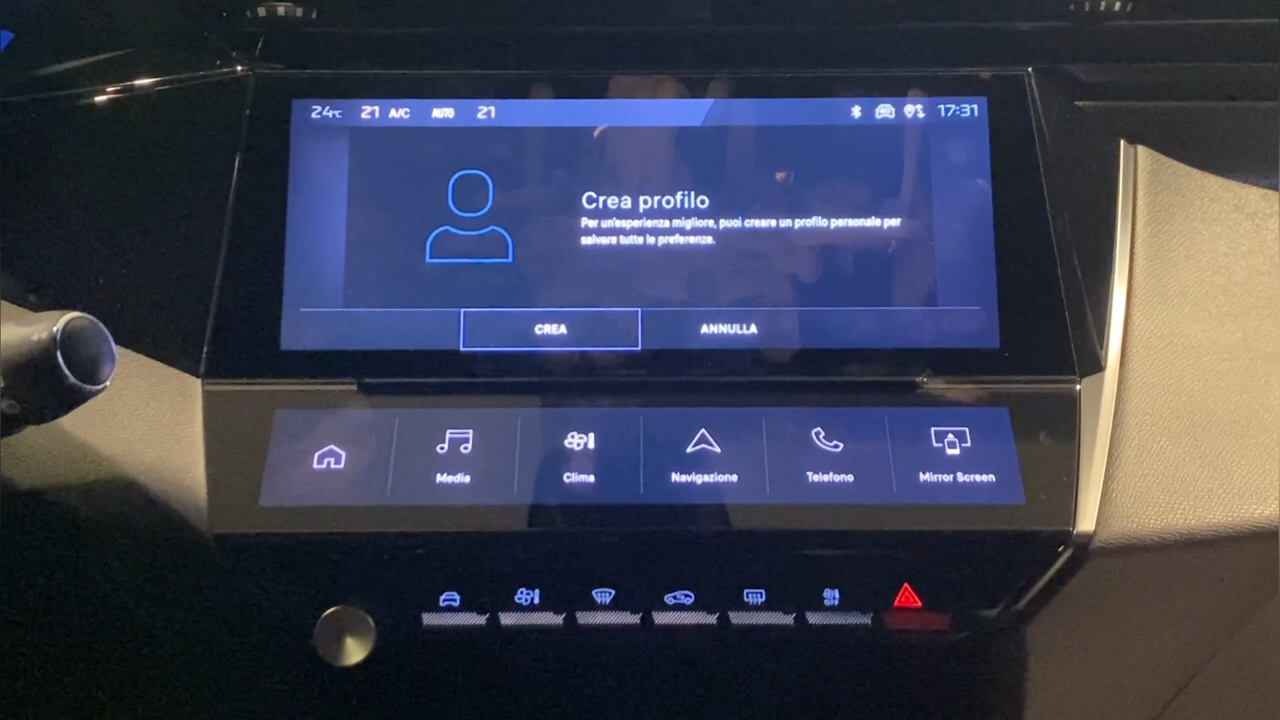 24°C 21 A/C AUTO 21 17:31
Crea profilo
Per un'esperienza migliore, puoi creare un profilo personale per
salvare tutte le preferenze.
CREA ANNULLA
Media Clima Navigazione Telefono Mirror Screen